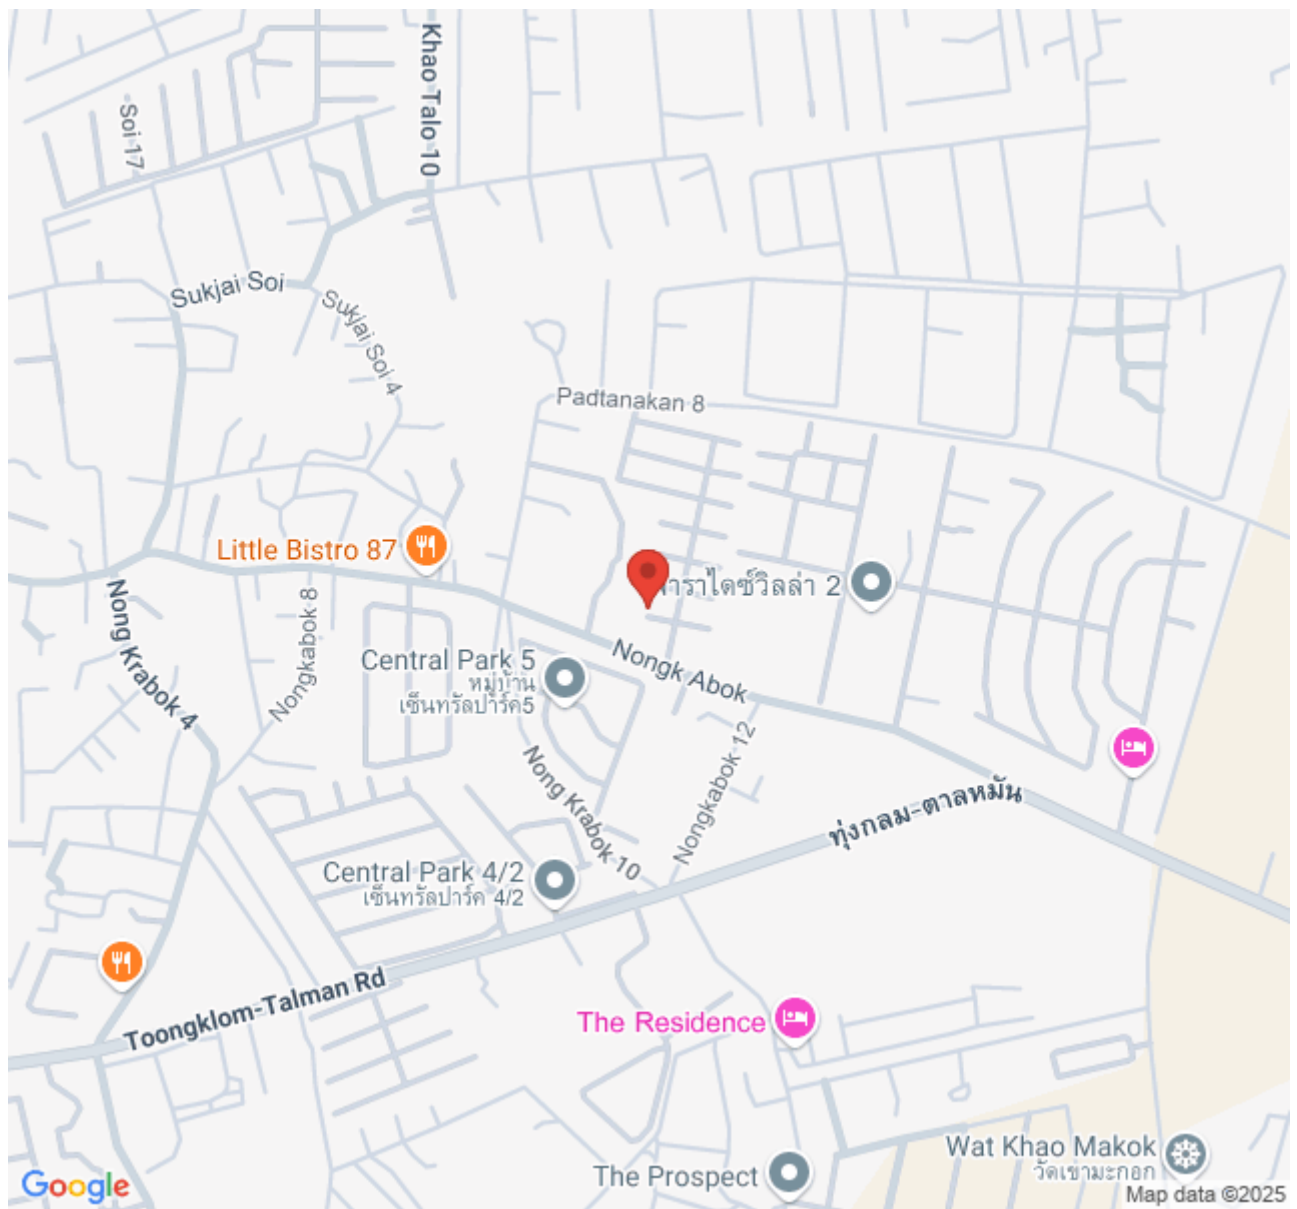 Khao Talo 10
Soi 17
Sukjai Soi
Sukjai Soi 4
Padtanakan 8
Little Bistro 87
าราไดซ์วิลล่า 2
Nong Krabok 4
Nongkabok 8
Central Park 5
หมู่บ้าน
เซ็นทรัลปาร์ค5
Nongk Abok
Nongkabok 12
Nong Krabok 10
ทุ่งกลม-ตาลหมัน
Central Park 4/2
เซ็นทรัลปาร์ค 4/2
Toongklom-Talman Rd
The Residence
Wat Khao Makok
วัดเขามะกอก
The Prospect
Google
Map data ©2025